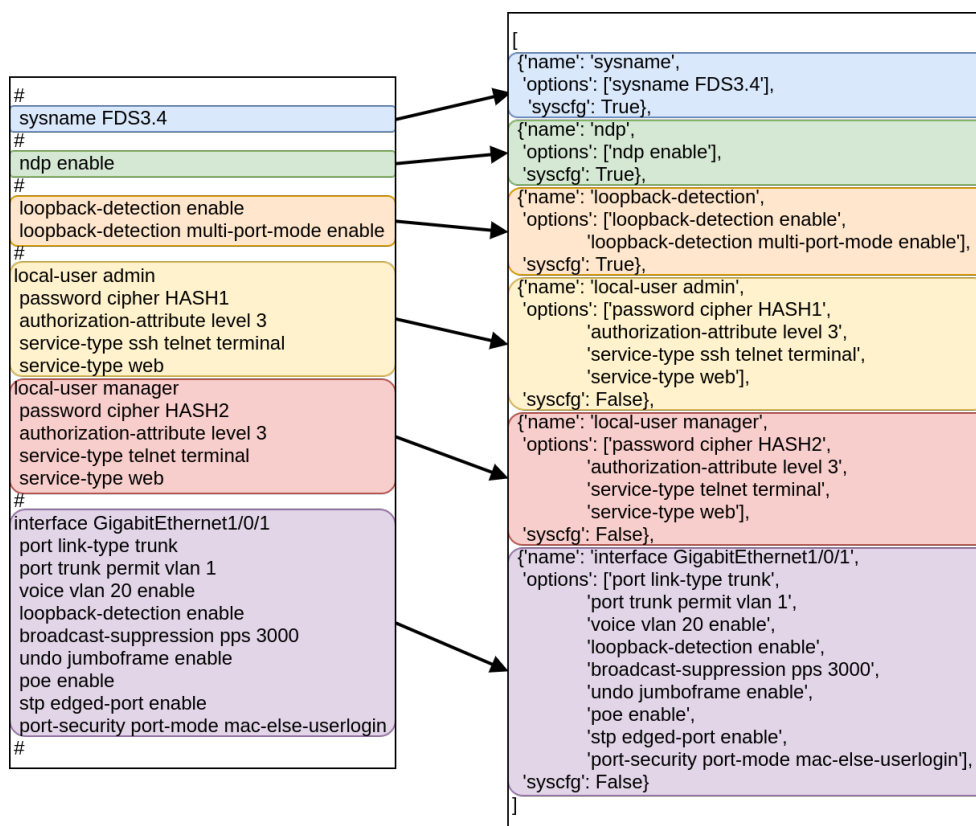 #
sysname FDS3.4
#
ndp enable
#
loopback-detection enable
loopback-detection multi-port-mode enable
#
local-user admin
password cipher HASH1
authorization-attribute level 3
service-type ssh telnet terminal
service-type web
local-user manager
password cipher HASH2
authorization-attribute level 3
service-type telnet terminal
service-type web
#
interface GigabitEthernet1/0/1
port link-type trunk
port trunk permit vlan 1
voice vlan 20 enable
loopback-detection enable
broadcast-suppression pps 3000
undo jumboframe enable
poe enable
stp edged-port enable
port-security port-mode mac-else-userlogin
#
[
{'name': 'sysname',
'options': ['sysname FDS3.4'],
'syscfg': True},
{'name': 'ndp',
'options': ['ndp enable'],
'syscfg': True},
{'name': 'loopback-detection',
'options': ['loopback-detection enable',
'loopback-detection multi-port-mode enable'],
'syscfg': True},
{'name': 'local-user admin',
'options': ['password cipher HASH1',
'authorization-attribute level 3',
'service-type ssh telnet terminal',
'service-type web'],
'syscfg': False},
{'name': 'local-user manager',
'options': ['password cipher HASH2',
'authorization-attribute level 3',
'service-type telnet terminal',
'service-type web'],
'syscfg': False},
{'name': 'interface GigabitEthernet1/0/1',
'options': ['port link-type trunk',
'port trunk permit vlan 1',
'voice vlan 20 enable',
'loopback-detection enable',
'broadcast-suppression pps 3000',
'undo jumboframe enable',
'poe enable',
'stp edged-port enable',
'port-security port-mode mac-else-userlogin'],
'syscfg': False}
]